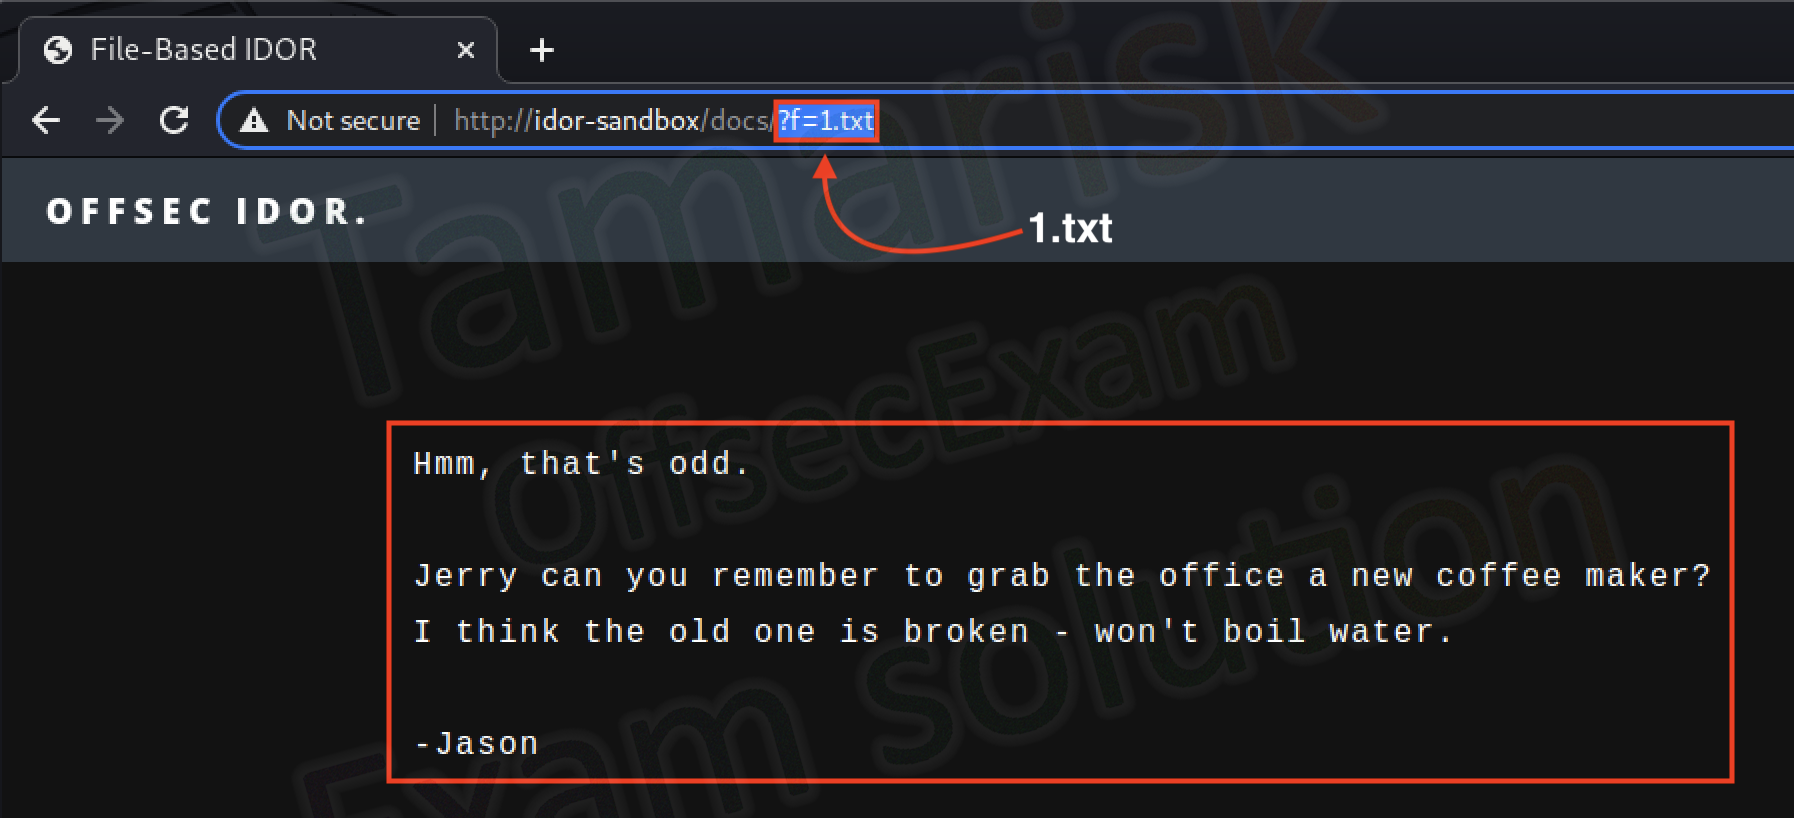 File-Based IDOR
Not secure http://idor-sandbox/docs/?f=1.txt
OFFSEC IDOR.
1.txt
Hmm, that's odd.
Jerry can you remember to grab the office a new coffee maker?
I think the old one is broken - won't boil water.
-Jason
Tamarisk
OffsecExam
Exam solution